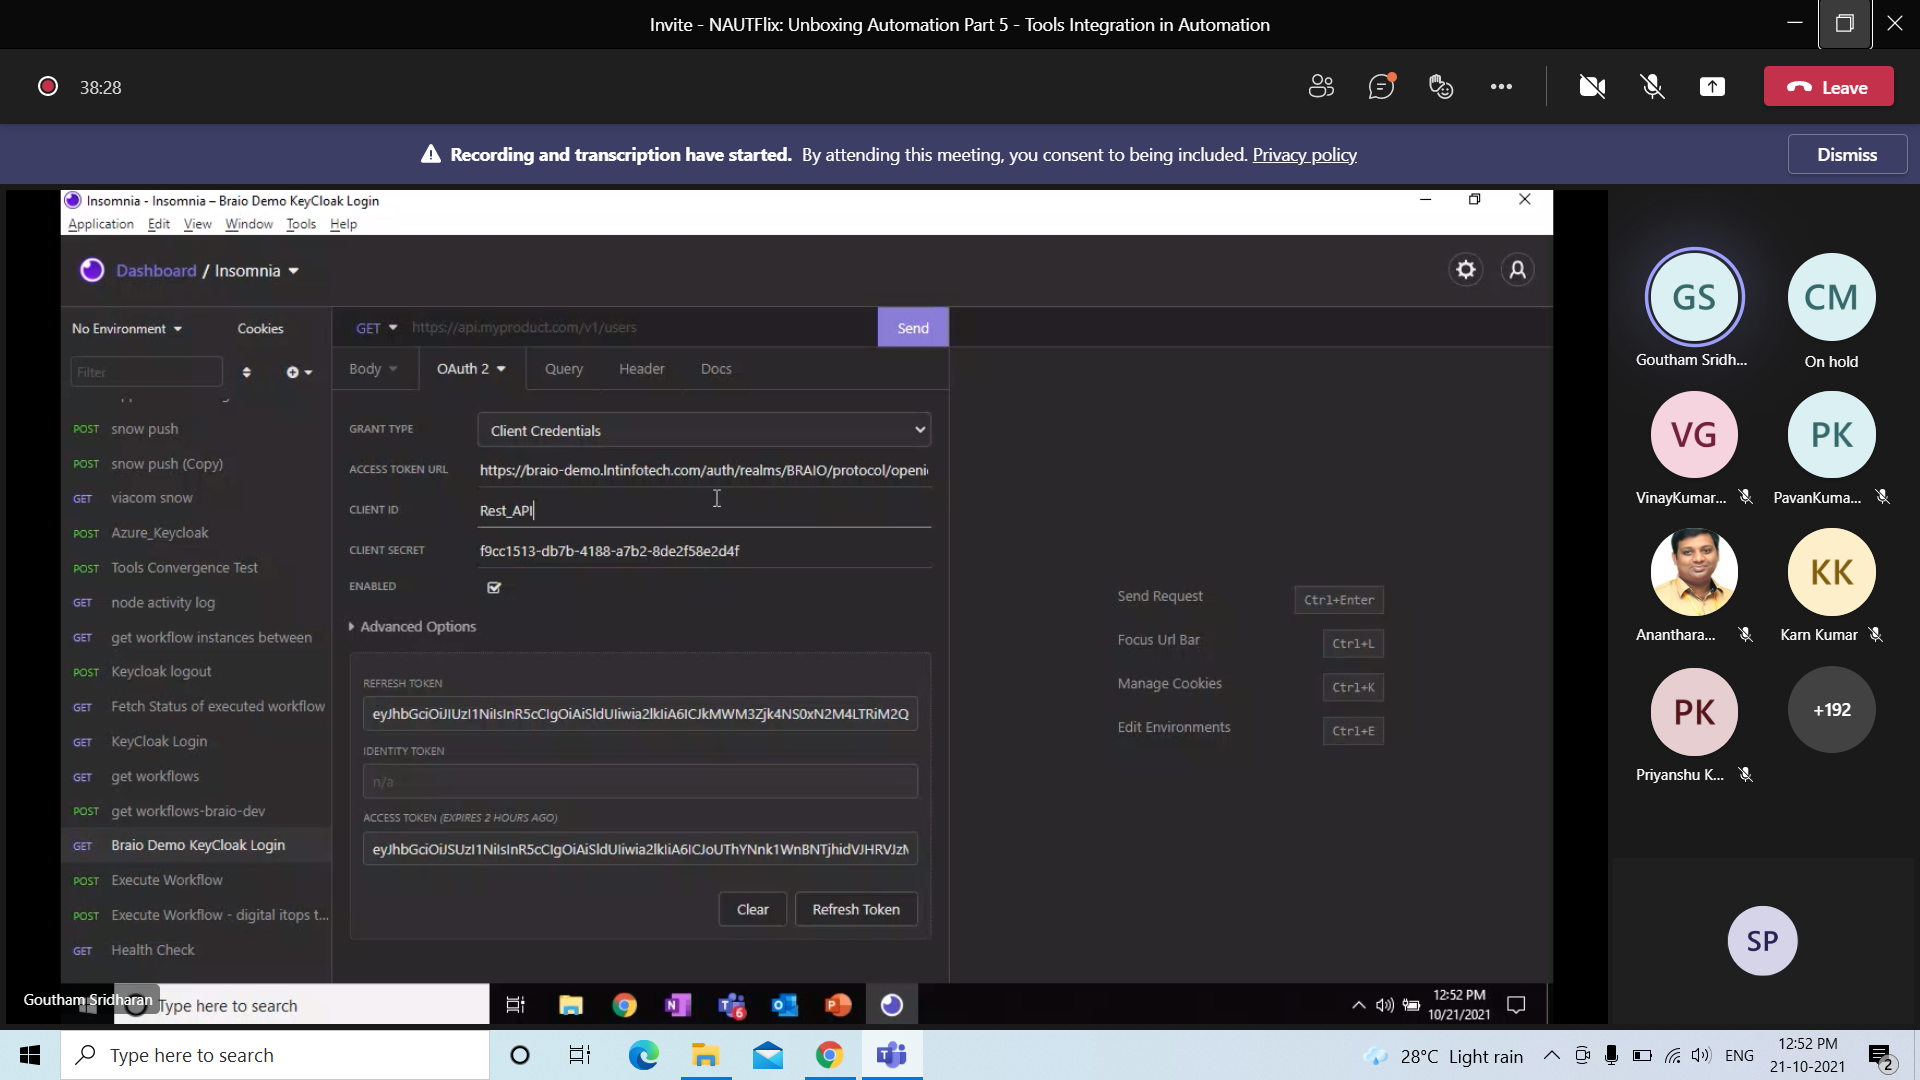 Invite - NAUTFlix: Unboxing Automation Part 5 - Tools Integration in Automation
38:28
Leave
Recording and transcription have started. By attending this meeting, you consent to being included. Privacy policy
Dismiss
Insomnia - Insomnia – Braio Demo KeyCloak Login
Application Edit View Window Tools Help
Dashboard / Insomnia
No Environment Cookies
GET https://api.myproduct.com/v1/users Send
Filter
Body OAuth 2 Query Header Docs
POST snow push
POST snow push (Copy)
GET viacom snow
POST Azure_Keycloak
POST Tools Convergence Test
GET node activity log
GET get workflow instances between
POST Keycloak logout
GET Fetch Status of executed workflow
GET KeyCloak Login
GET get workflows
POST get workflows-braio-dev
GET Braio Demo KeyCloak Login
POST Execute Workflow
POST Execute Workflow - digital itops t...
GET Health Check
GRANT TYPE Client Credentials
ACCESS TOKEN URL https://braio-demo.lntinfotech.com/auth/realms/BRAIO/protocol/openi
CLIENT ID Rest_API
CLIENT SECRET f9cc1513-db7b-4188-a7b2-8de2f58e2d4f
ENABLED
Advanced Options
REFRESH TOKEN
IDENTITY TOKEN
n/a
ACCESS TOKEN (EXPIRES 2 HOURS AGO)
Clear Refresh Token
Send Request Ctrl+Enter
Focus Url Bar Ctrl+L
Manage Cookies Ctrl+K
Edit Environments Ctrl+E
GS CM
Goutham Sridh... On hold
VG PK
VinayKumar... PavanKuma...
KK
Ananthara... Karn Kumar
PK +192
Priyanshu K...
SP
Goutham Sridharan
Type here to search
6
12:52 PM
10/21/2021
Type here to search
28°C Light rain
ENG
12:52 PM
21-10-2021
2